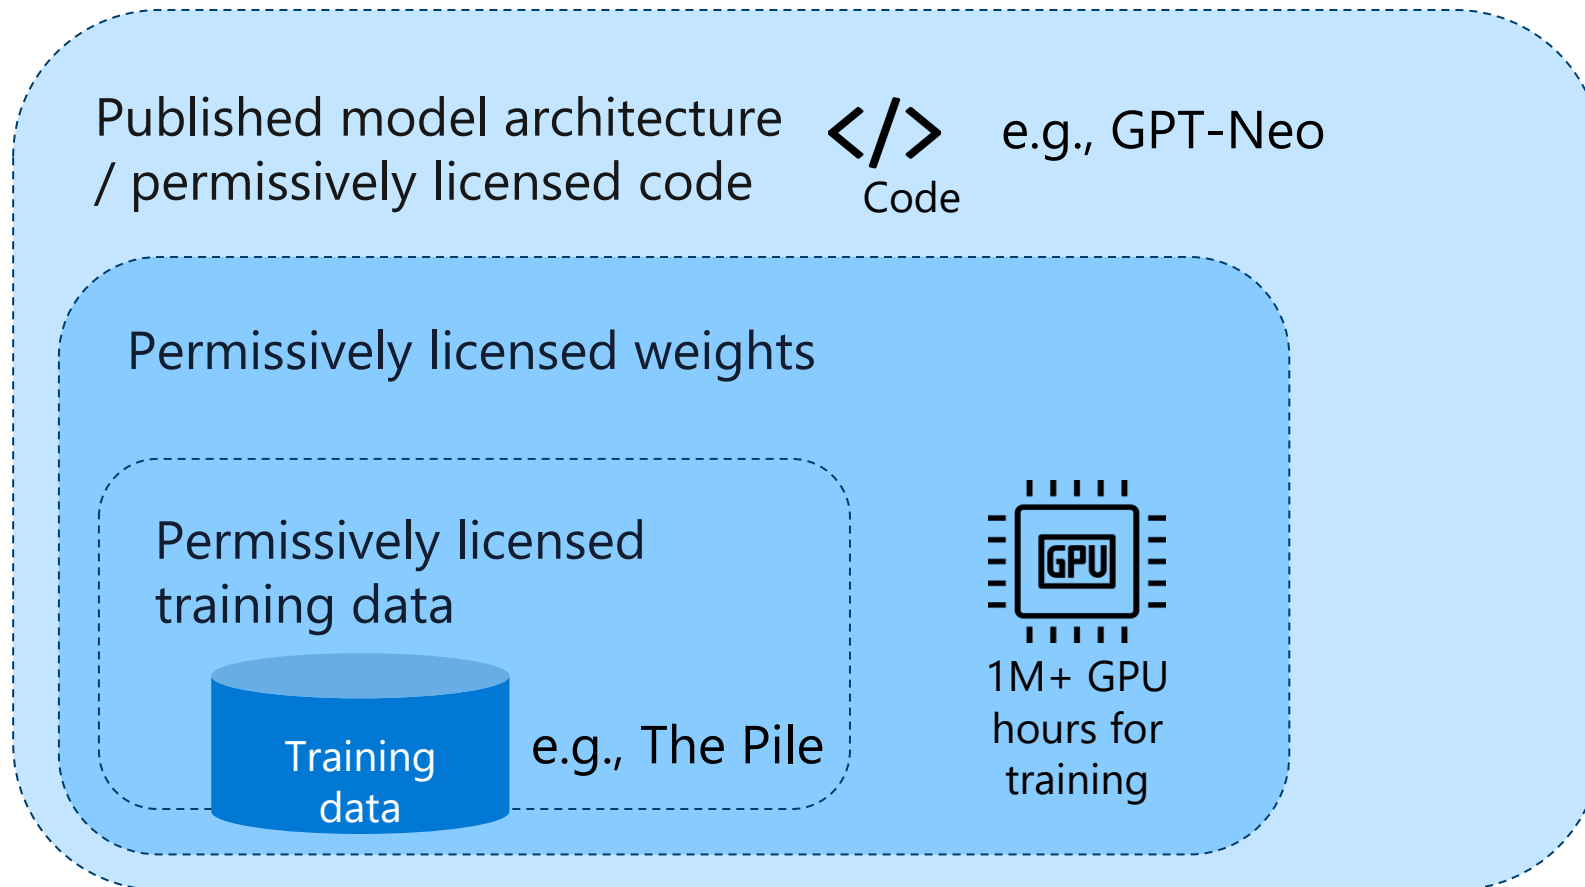 Published model architecture
/ permissively licensed code
</>
Code
e.g., GPT-Neo
Permissively licensed weights
Permissively licensed
training data
Training
data
e.g., The Pile
GPU
1M+ GPU
hours for
training